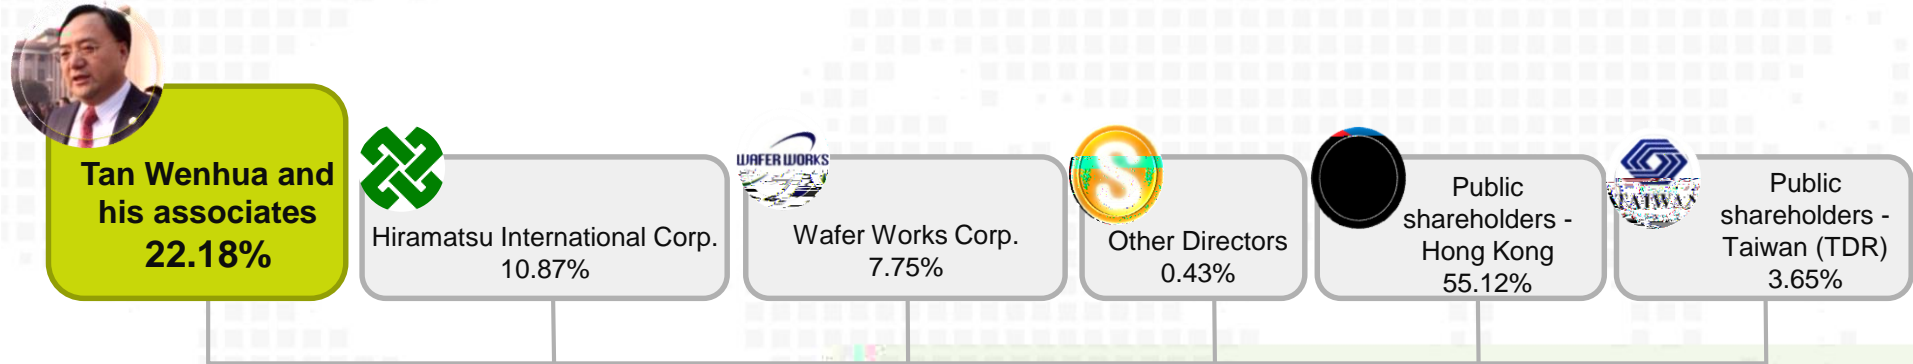 Tan Wenhua and
his associates
22.18%
Hiramatsu International Corp.
10.87%
WAFER WORKS
Wafer Works Corp.
7.75%
S
Other Directors
0.43%
Public
shareholders -
Hong Kong
55.12%
TAIWAN
Public
shareholders -
Taiwan (TDR)
3.65%